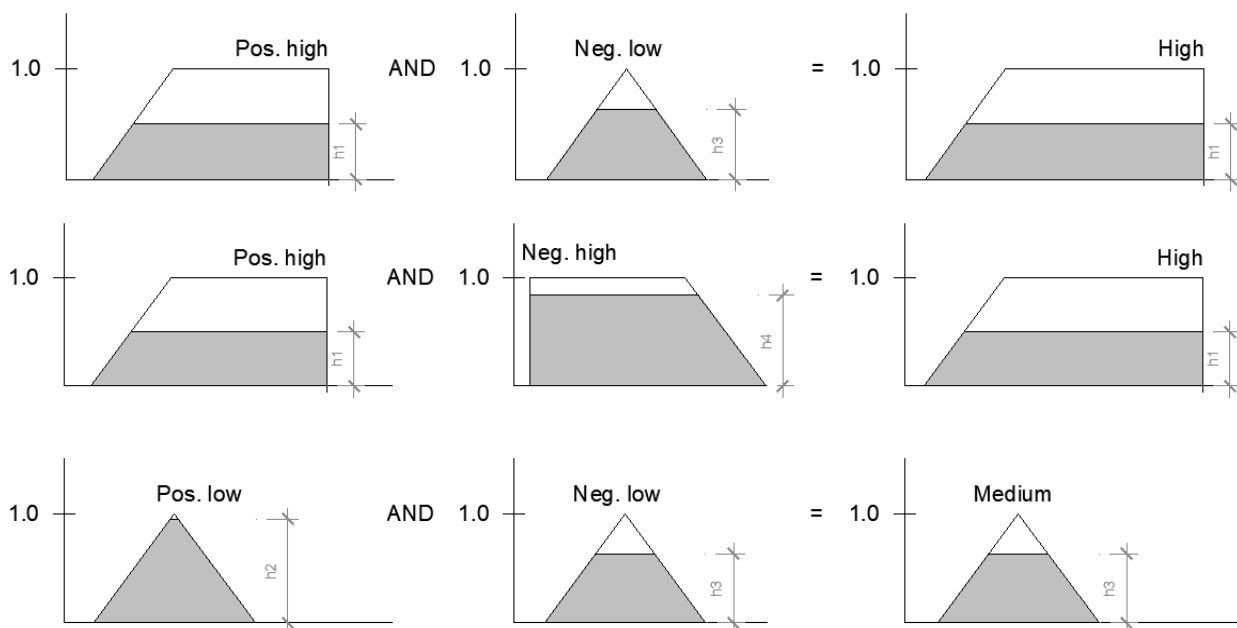 Pos. high
Neg. low
High
1.0 AND 1.0 = 1.0
h1 h3 h1
Neg. high
Pos. high
High
1.0 AND 1.0 = 1.0
h1 h4 h1
Pos. low Neg. low Medium
1.0 AND 1.0 = 1.0
h2 h3 h3